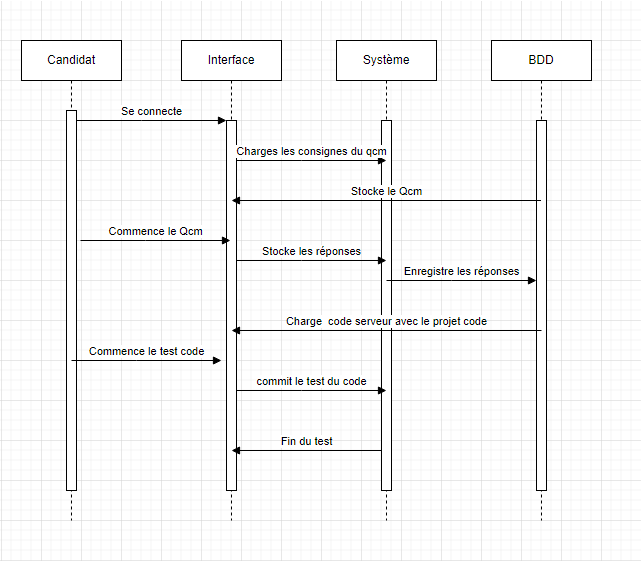 Candidat
Interface
Système
BDD
Se connecte
Charges les consignes du qcm
Stocke le Qcm
Commence le Qcm
Stocke les réponses
Enregistre les réponses
Charge code serveur avec le projet code
Commence le test code
commit le test du code
Fin du test